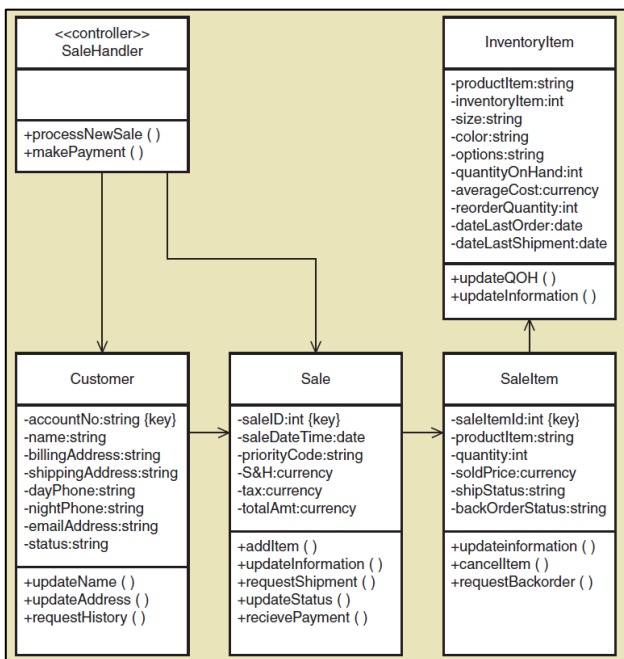 <<controller>>
SaleHandler
+processNewSale ( )
+makePayment ( )
InventoryItem
-productItem:string
-inventoryItem:int
-size:string
-color:string
-options:string
-quantityOnHand:int
-averageCost:currency
-reorderQuantity:int
-dateLastOrder:date
-dateLastShipment:date
+updateQOH ( )
+updateInformation ( )
Customer
-accountNo:string {key}
-name:string
-billingAddress:string
-shippingAddress:string
-dayPhone:string
-nightPhone:string
-emailAddress:string
-status:string
+updateName ( )
+updateAddress ( )
+requestHistory ( )
Sale
-saleID:int {key}
-saleDateTime:date
-priorityCode:string
-S&H:currency
-tax:currency
-totalAmt:currency
+addItem ( )
+updateInformation ( )
+requestShipment ( )
+updateStatus ( )
+recievePayment ( )
SaleItem
-saleItemId:int {key}
-productItem:string
-quantity:int
-soldPrice:currency
-shipStatus:string
-backOrderStatus:string
+updateinformation ( )
+cancelItem ( )
+requestBackorder ( )